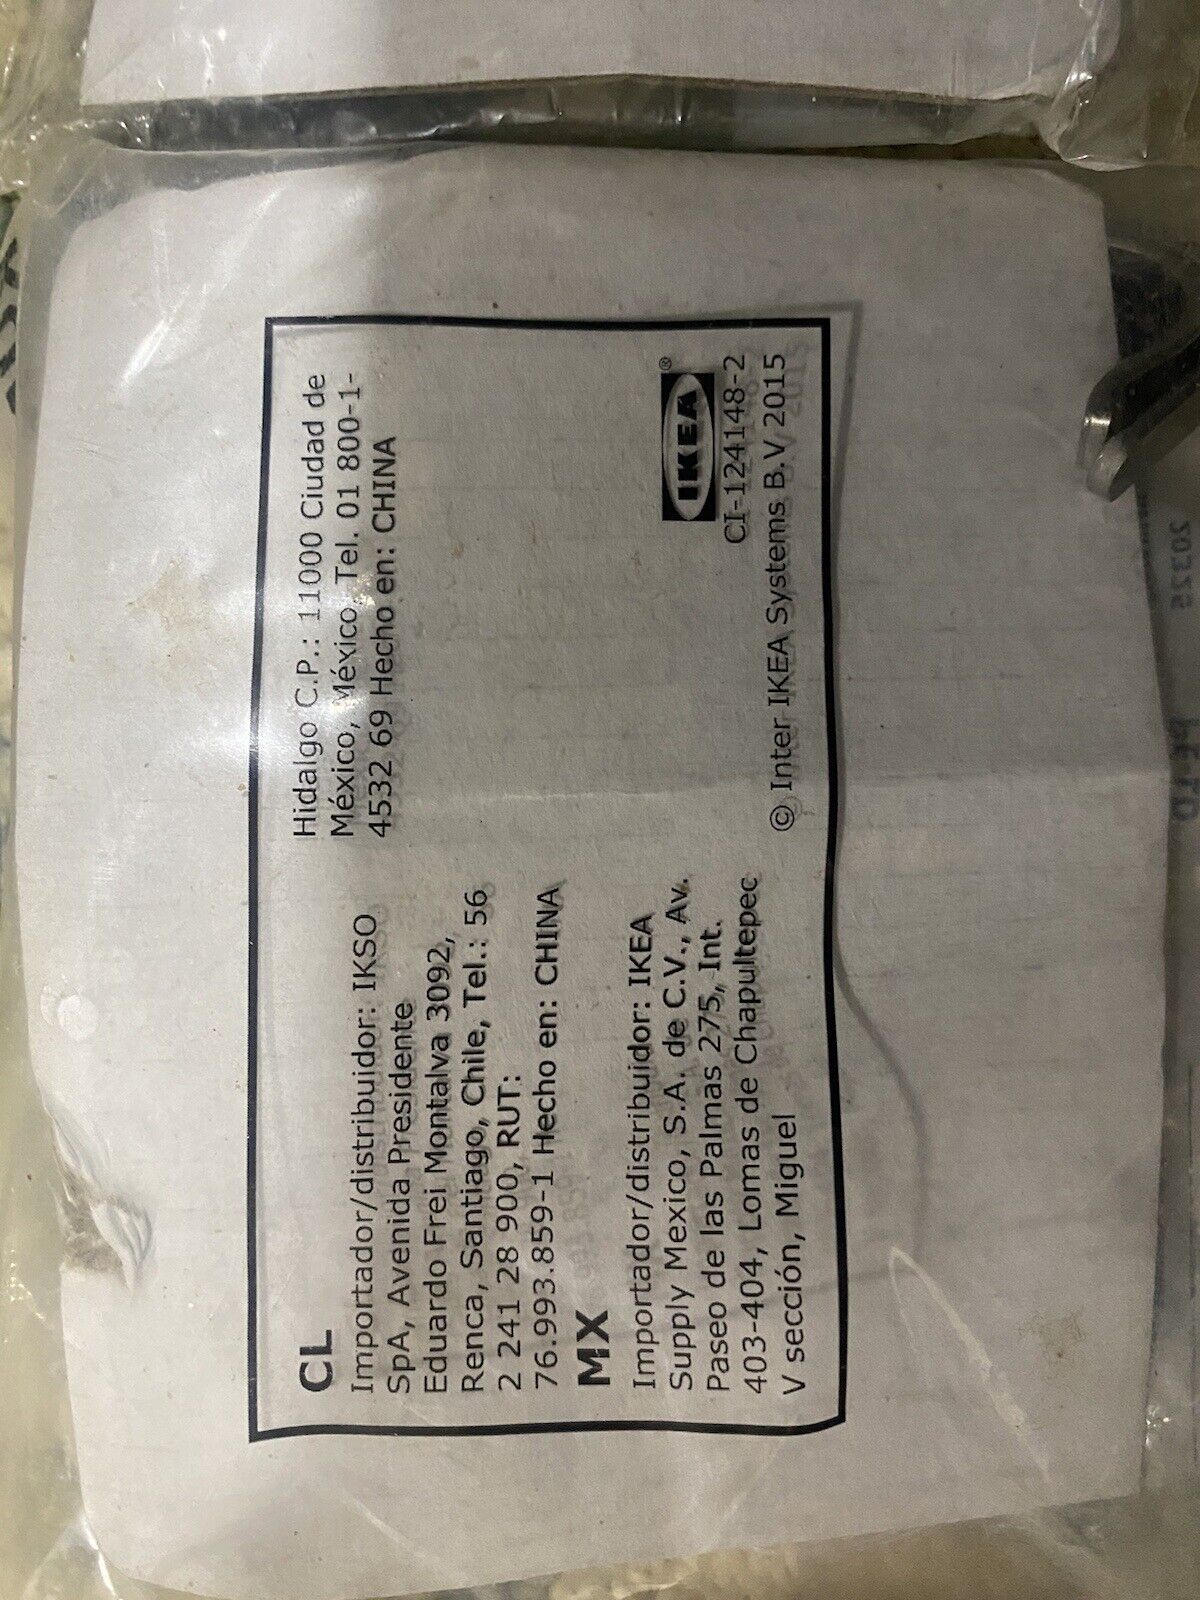 CL
Importador/distribuidor: IKSO
SpA, Avenida Presidente
Eduardo Frei Montalva 3092,
Renca, Santiago, Chile, Tel.: 56
2 241 28 900, RUT:
76.993.859-1 Hecho en: CHINA
MX
Importador/distribuidor: IKEA
Supply Mexico, S.A. de C.V., Av.
Paseo de las Palmas 275, Int.
403-404, Lomas de Chapultepec
V sección, Miguel
Hidalgo C.P.: 11000 Ciudad de
México, México, México, Tel. 01 800-1-
4532 69 Hecho en: CHINA
IKEA®
CI-124148-2
© Inter IKEA Systems B.V, 2015